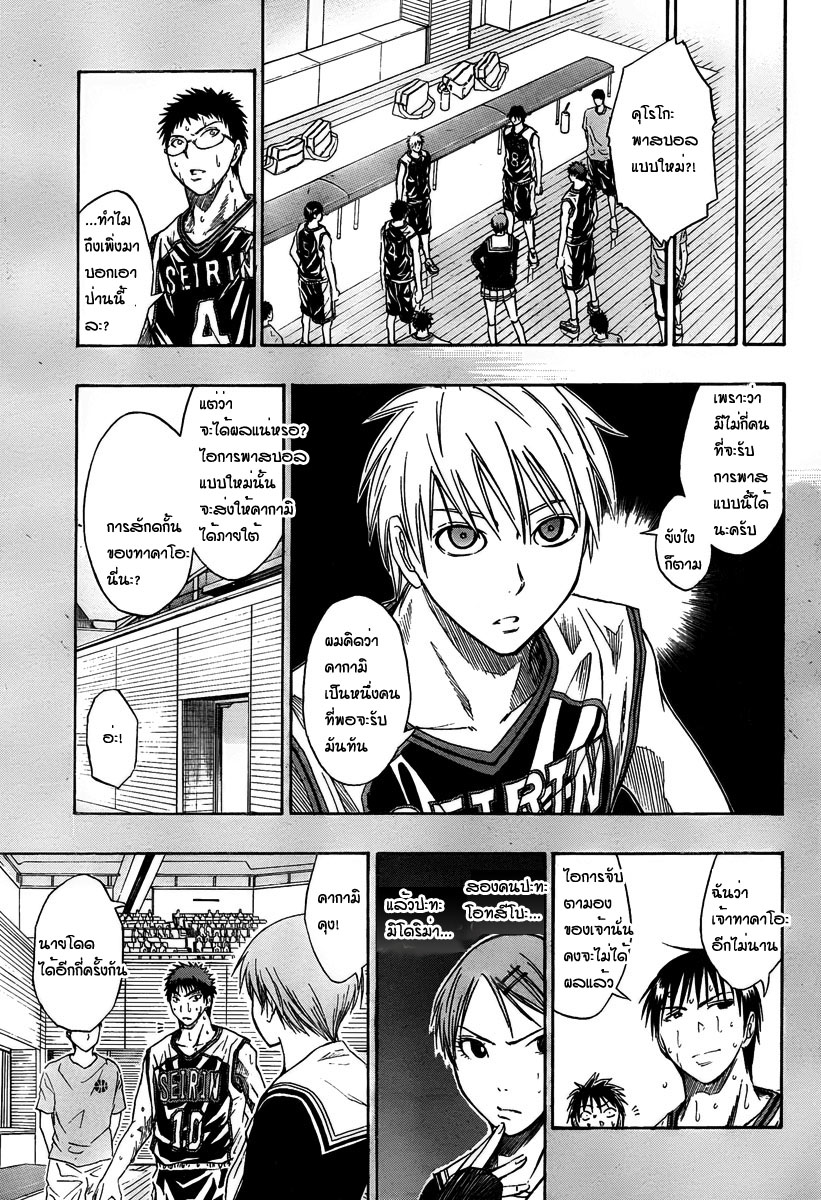 คุโรโกะ
พาสบอล
แบบใหม่?!
...ทำไม
ถึงเพิ่งมา
บอกเอา
ป่านนี้
ละ?
SEIRIN
4
8
เพราะว่า
มีไม่กี่คน
ที่จะรับ
การพาส
แบบนี้ได้
นะครับ
ยังไง
ก็ตาม
ผมคิดว่า
คากามิ
เป็นหนึ่งคน
ที่พอจะรับ
มันทัน
SEIRIN
แต่ว่า
จะได้ผลแน่หรอ?
ไอการพาสบอล
แบบใหม่นั้น
จะส่งให้คากามิ
ได้ภายใต้
การสกัดกั้น
ของทาคาโอะ
นี่นะ?
อ่ะ!
ฉันว่า
เจ้าทาคาโอะ
อีกไม่นาน
ไอการจับ
ตามอง
ของเจ้านั่น
คงจะไม่ได้
ผลแล้ว
สองคนปะทะ
โอทสึโบะ...
แล้วปะทะ
มิโดริม่า...
คากามิ
คุง!
นายโดด
ได้อีกกี่ครั้งกัน
SEIRIN
10